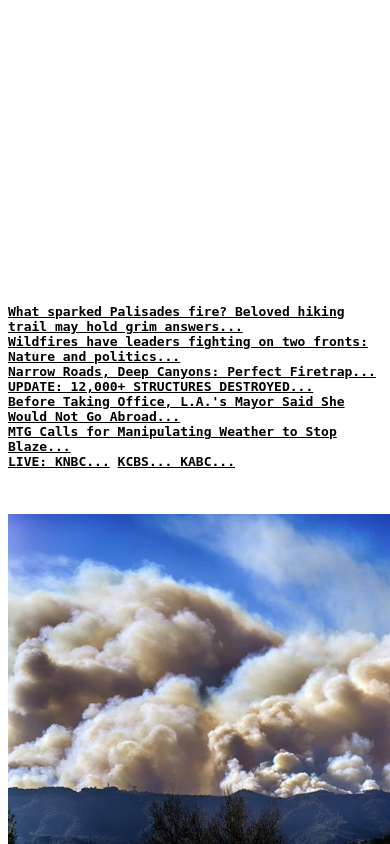 What sparked Palisades fire? Beloved hiking
trail may hold grim answers...
Wildfires have leaders fighting on two fronts:
Nature and politics...
Narrow Roads, Deep Canyons: Perfect Firetrap...
UPDATE: 12,000+ STRUCTURES DESTROYED...
Before Taking Office, L.A.'s Mayor Said She
Would Not Go Abroad...
MTG Calls for Manipulating Weather to Stop
Blaze...
LIVE: KNBC... KCBS... KABC...